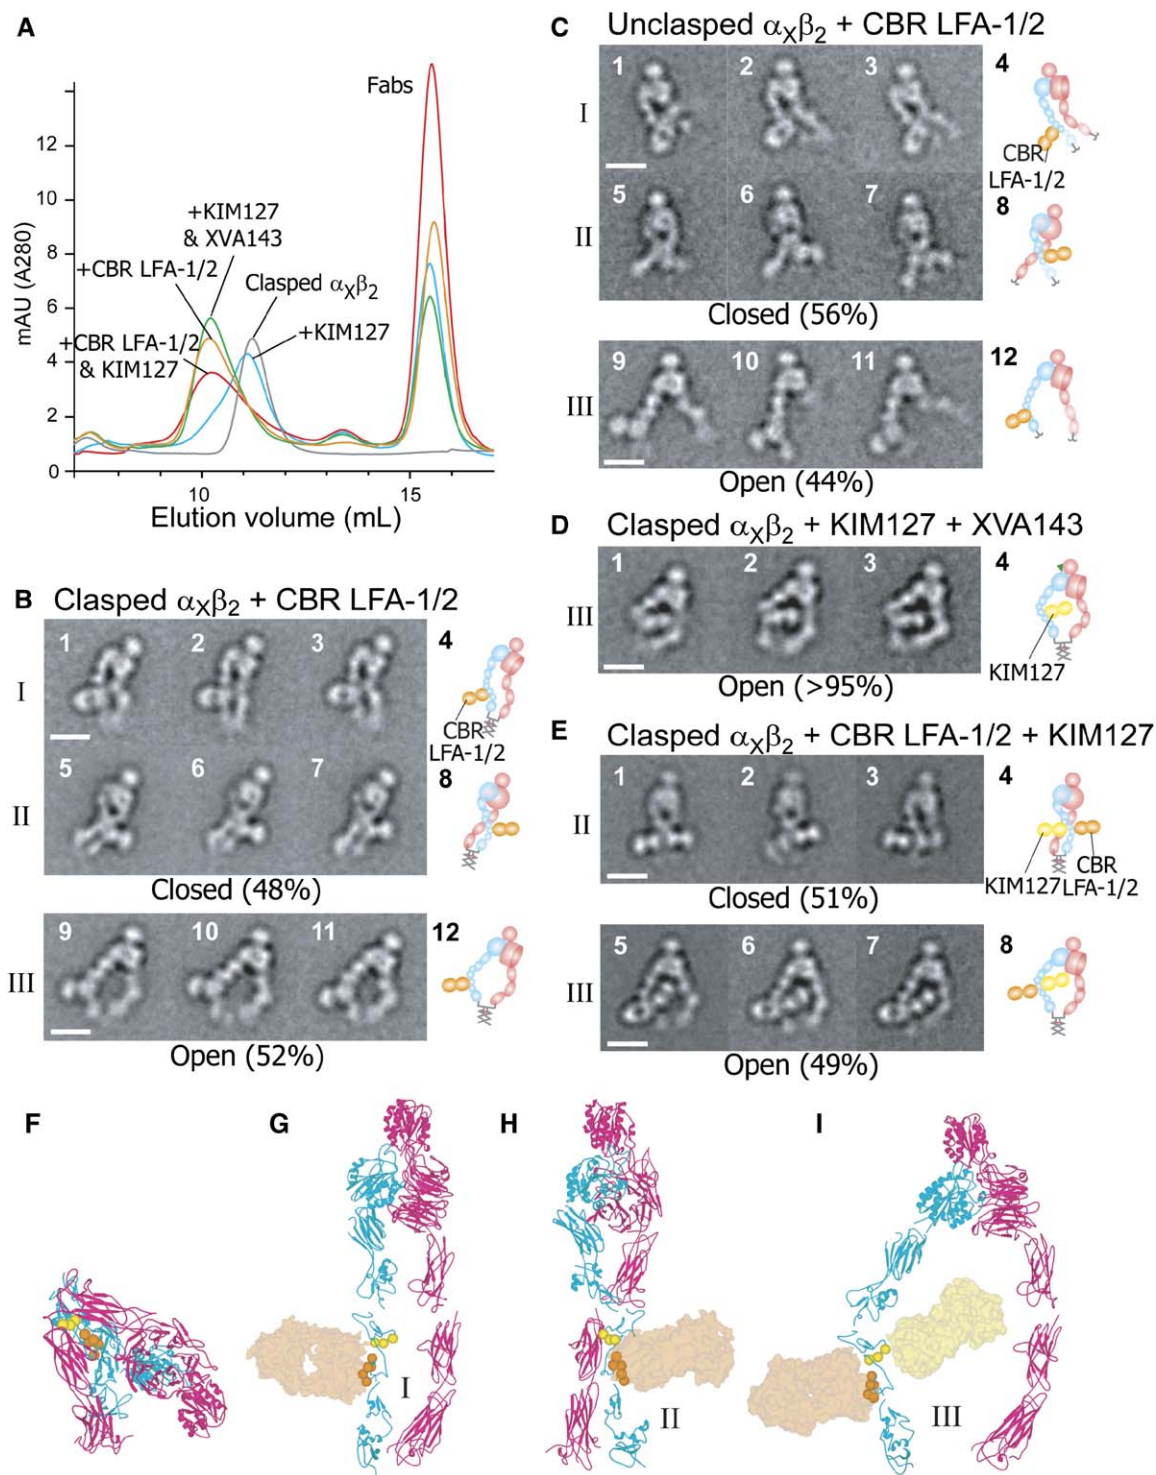 A
mAU (A280)
12
10
8
6
4
2
0
10
15
Elution volume (mL)
Fabs
+KIM127
& XVA143
+CBR LFA-1/2
Clasped αXβ2
+KIM127
+CBR LFA-1/2
& KIM127
B Clasped αXβ2 + CBR LFA-1/2
I
1 2 3 4
CBR
LFA-1/2
II
5 6 7 8
Closed (48%)
III
9 10 11 12
Open (52%)
C Unclasped αXβ2 + CBR LFA-1/2
I
1 2 3 4
CBR
LFA-1/2
II
5 6 7 8
Closed (56%)
III
9 10 11 12
Open (44%)
D Clasped αXβ2 + KIM127 + XVA143
III
1 2 3 4
KIM127
Open (>95%)
E Clasped αXβ2 + CBR LFA-1/2 + KIM127
II
1 2 3 4
KIM127 CBR
LFA-1/2
Closed (51%)
III
5 6 7 8
Open (49%)
F G H I
I II III